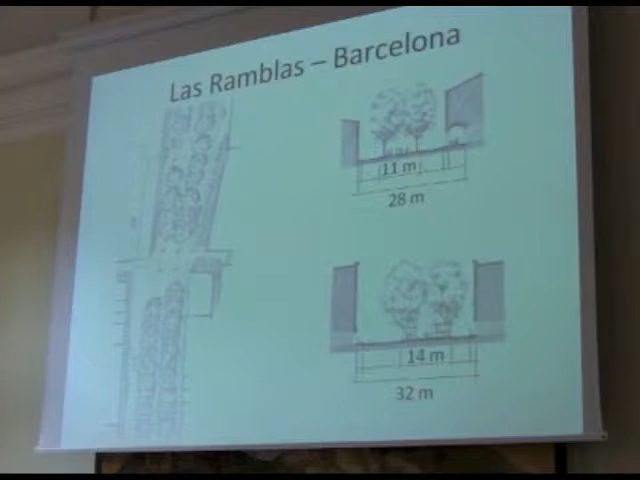 Las Ramblas – Barcelona
11 m
28 m
14 m
32 m